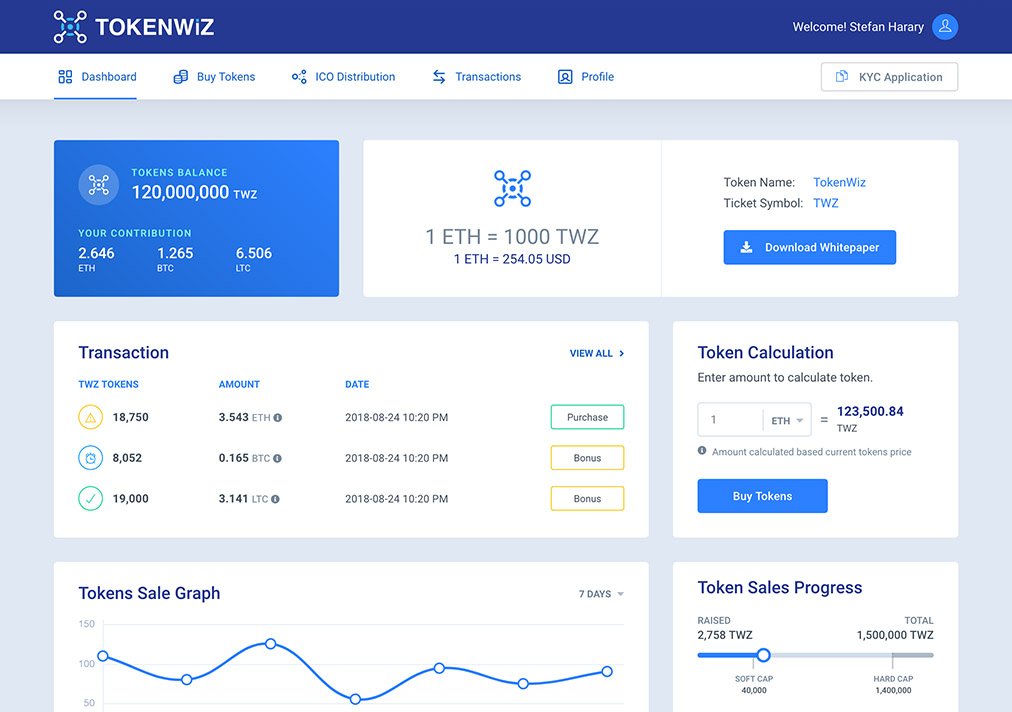 TOKENWiZ
Welcome! Stefan Harary
Dashboard
Buy Tokens
ICO Distribution
Transactions
Profile
KYC Application
TOKENS BALANCE
120,000,000 TWZ
YOUR CONTRIBUTION
2.646 1.265 6.506
ETH BTC LTC
1 ETH = 1000 TWZ
1 ETH = 254.05 USD
Token Name: TokenWiz
Ticket Symbol: TWZ
Download Whitepaper
Transaction
VIEW ALL
TWZ TOKENS AMOUNT DATE
18,750 3.543 ETH 2018-08-24 10:20 PM Purchase
8,052 0.165 BTC 2018-08-24 10:20 PM Bonus
19,000 3.141 LTC 2018-08-24 10:20 PM Bonus
Token Calculation
Enter amount to calculate token.
1 ETH = 123,500.84
TWZ
Amount calculated based current tokens price
Buy Tokens
Tokens Sale Graph
7 DAYS
150
100
50
Token Sales Progress
RAISED TOTAL
2,758 TWZ 1,500,000 TWZ
SOFT CAP HARD CAP
40,000 1,400,000